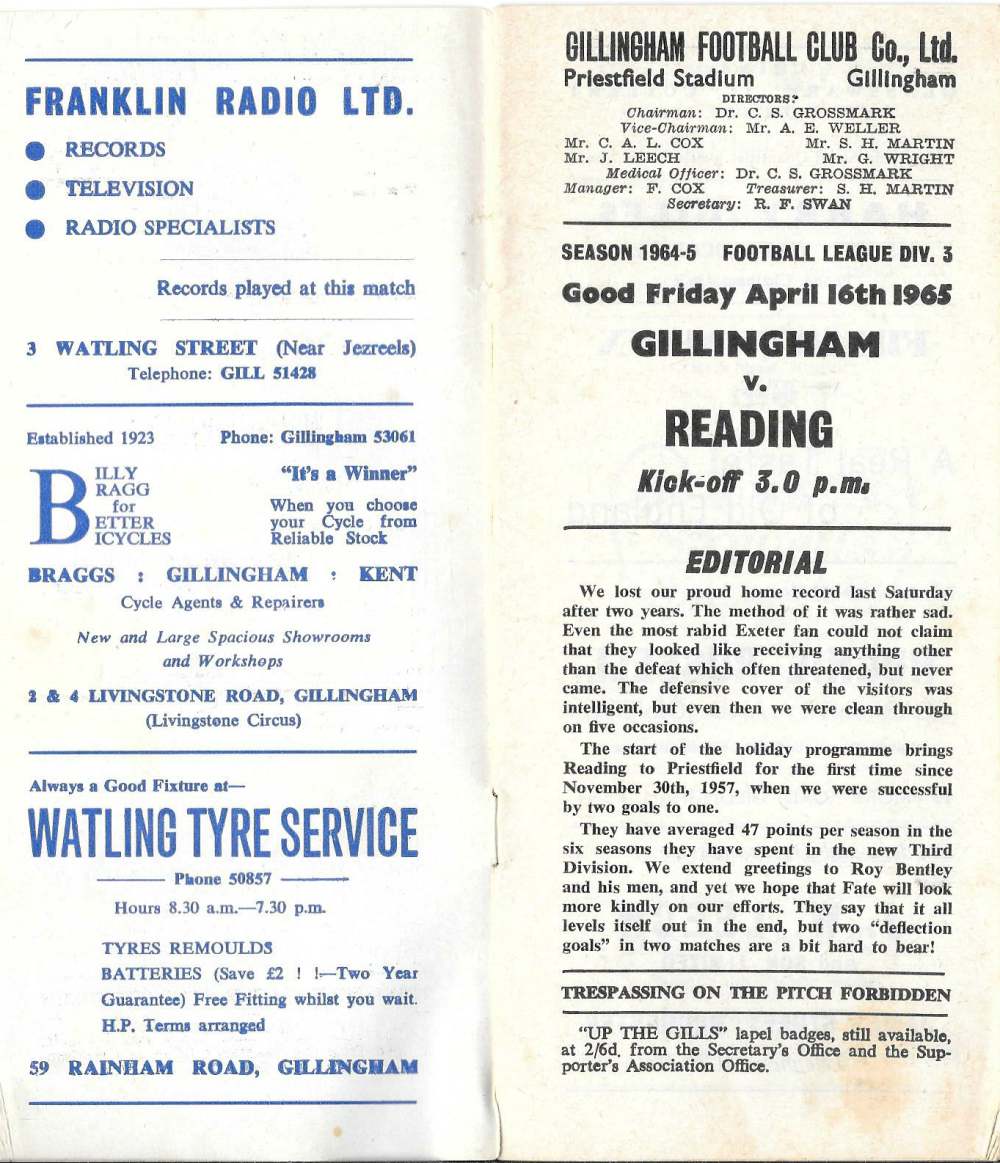 FRANKLIN RADIO LTD.
● RECORDS
● TELEVISION
● RADIO SPECIALISTS
Records played at this match
3 WATLING STREET (Near Jezreels)
Telephone: GILL 51428
Established 1923 Phone: Gillingham 53061
BILLY
RAGG
for
ETTER
ICYCLES
"It's a Winner"
When you choose
your Cycle from
Reliable Stock
BRAGGS : GILLINGHAM : KENT
Cycle Agents & Repairers
New and Large Spacious Showrooms
and Workshops
2 & 4 LIVINGSTONE ROAD, GILLINGHAM
(Livingstone Circus)
Always a Good Fixture at—
WATLING TYRE SERVICE
Phone 50857
Hours 8.30 a.m.—7.30 p.m.
TYRES REMOULDS
BATTERIES (Save £2 ! !—Two Year
Guarantee) Free Fitting whilst you wait.
H.P. Terms arranged
59 RAINHAM ROAD, GILLINGHAM
GILLINGHAM FOOTBALL CLUB Co., Ltd.
Priestfield Stadium Gillingham
DIRECTORS:
Chairman: Dr. C. S. GROSSMARK
Vice-Chairman: Mr. A. E. WELLER
Mr. C. A. L. COX Mr. S. H. MARTIN
Mr. J. LEECH Mr. G. WRIGHT
Medical Officer: Dr. C. S. GROSSMARK
Manager: F. COX Treasurer: S. H. MARTIN
Secretary: R. F. SWAN
SEASON 1964-5 FOOTBALL LEAGUE DIV. 3
Good Friday April 16th 1965
GILLINGHAM
v.
READING
Kick-off 3.0 p.m.
EDITORIAL
We lost our proud home record last Saturday
after two years. The method of it was rather sad.
Even the most rabid Exeter fan could not claim
that they looked like receiving anything other
than the defeat which often threatened, but never
came. The defensive cover of the visitors was
intelligent, but even then we were clean through
on five occasions.
The start of the holiday programme brings
Reading to Priestfield for the first time since
November 30th, 1957, when we were successful
by two goals to one.
They have averaged 47 points per season in the
six seasons they have spent in the new Third
Division. We extend greetings to Roy Bentley
and his men, and yet we hope that Fate will look
more kindly on our efforts. They say that it all
levels itself out in the end, but two "deflection
goals" in two matches are a bit hard to bear!
TRESPASSING ON THE PITCH FORBIDDEN
"UP THE GILLS" lapel badges, still available,
at 2/6d. from the Secretary's Office and the Sup-
porter's Association Office.